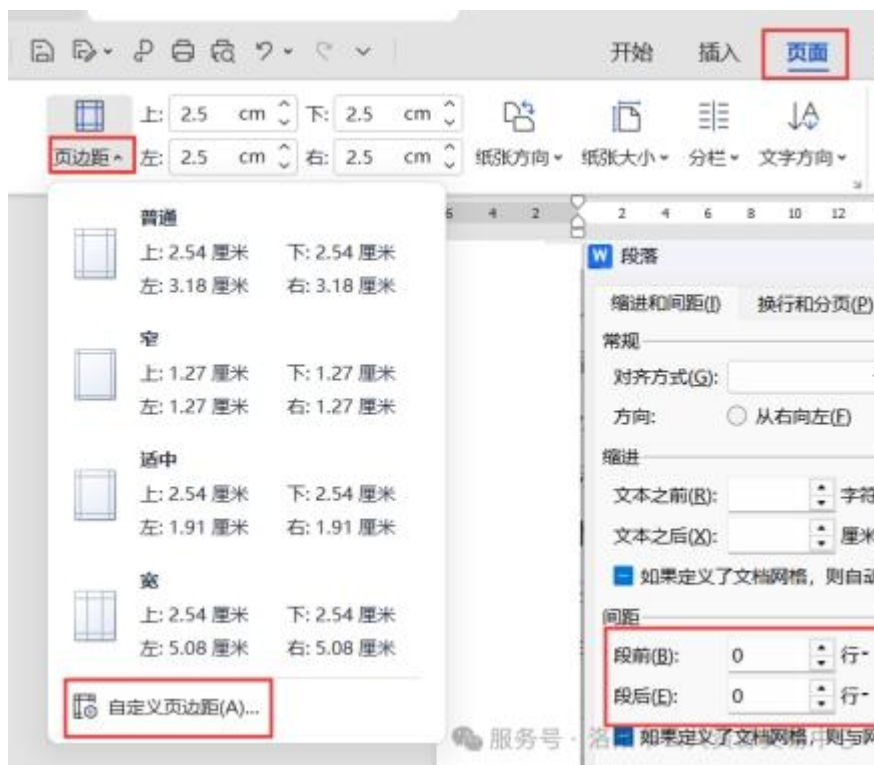 开始 插入 页面
上: 2.5 cm 下: 2.5 cm
页边距 左: 2.5 cm 右: 2.5 cm 纸张方向 纸张大小 分栏 文字方向
6 4 2 2 4 6 8 10 12
普通
上: 2.54 厘米 下: 2.54 厘米
左: 3.18 厘米 右: 3.18 厘米
窄
上: 1.27 厘米 下: 1.27 厘米
左: 1.27 厘米 右: 1.27 厘米
适中
上: 2.54 厘米 下: 2.54 厘米
左: 1.91 厘米 右: 1.91 厘米
宽
上: 2.54 厘米 下: 2.54 厘米
左: 5.08 厘米 右: 5.08 厘米
自定义页边距(A)...
W 段落
缩进和间距(I) 换行和分页(P)
常规
对齐方式(G):
方向: 从右向左(F)
缩进
文本之前(R): 字符
文本之后(X): 厘米
如果定义了文档网格，则自动
间距
段前(B): 0 行
段后(E): 0 行
如果定义了文档网格，则与网
服务号 · 洛